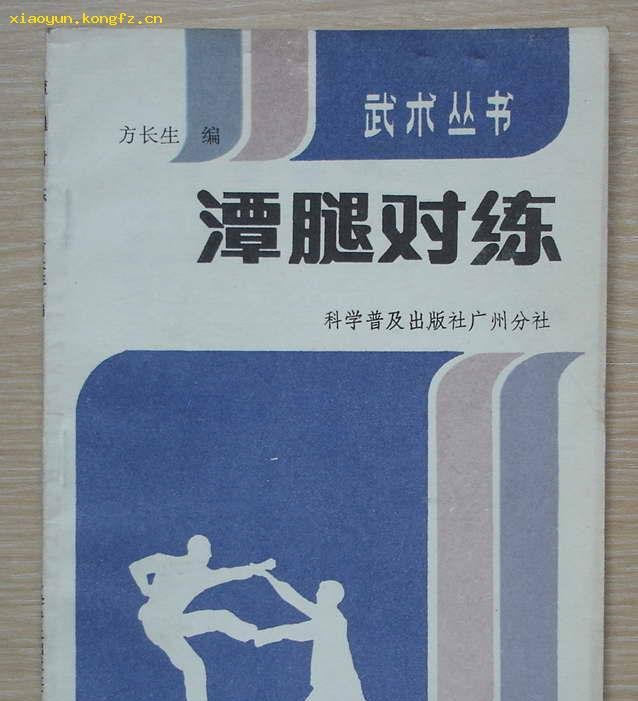 xiaoyun.kongfz.cn
武术丛书
方长生 编
潭腿对练
科学普及出版社广州分社